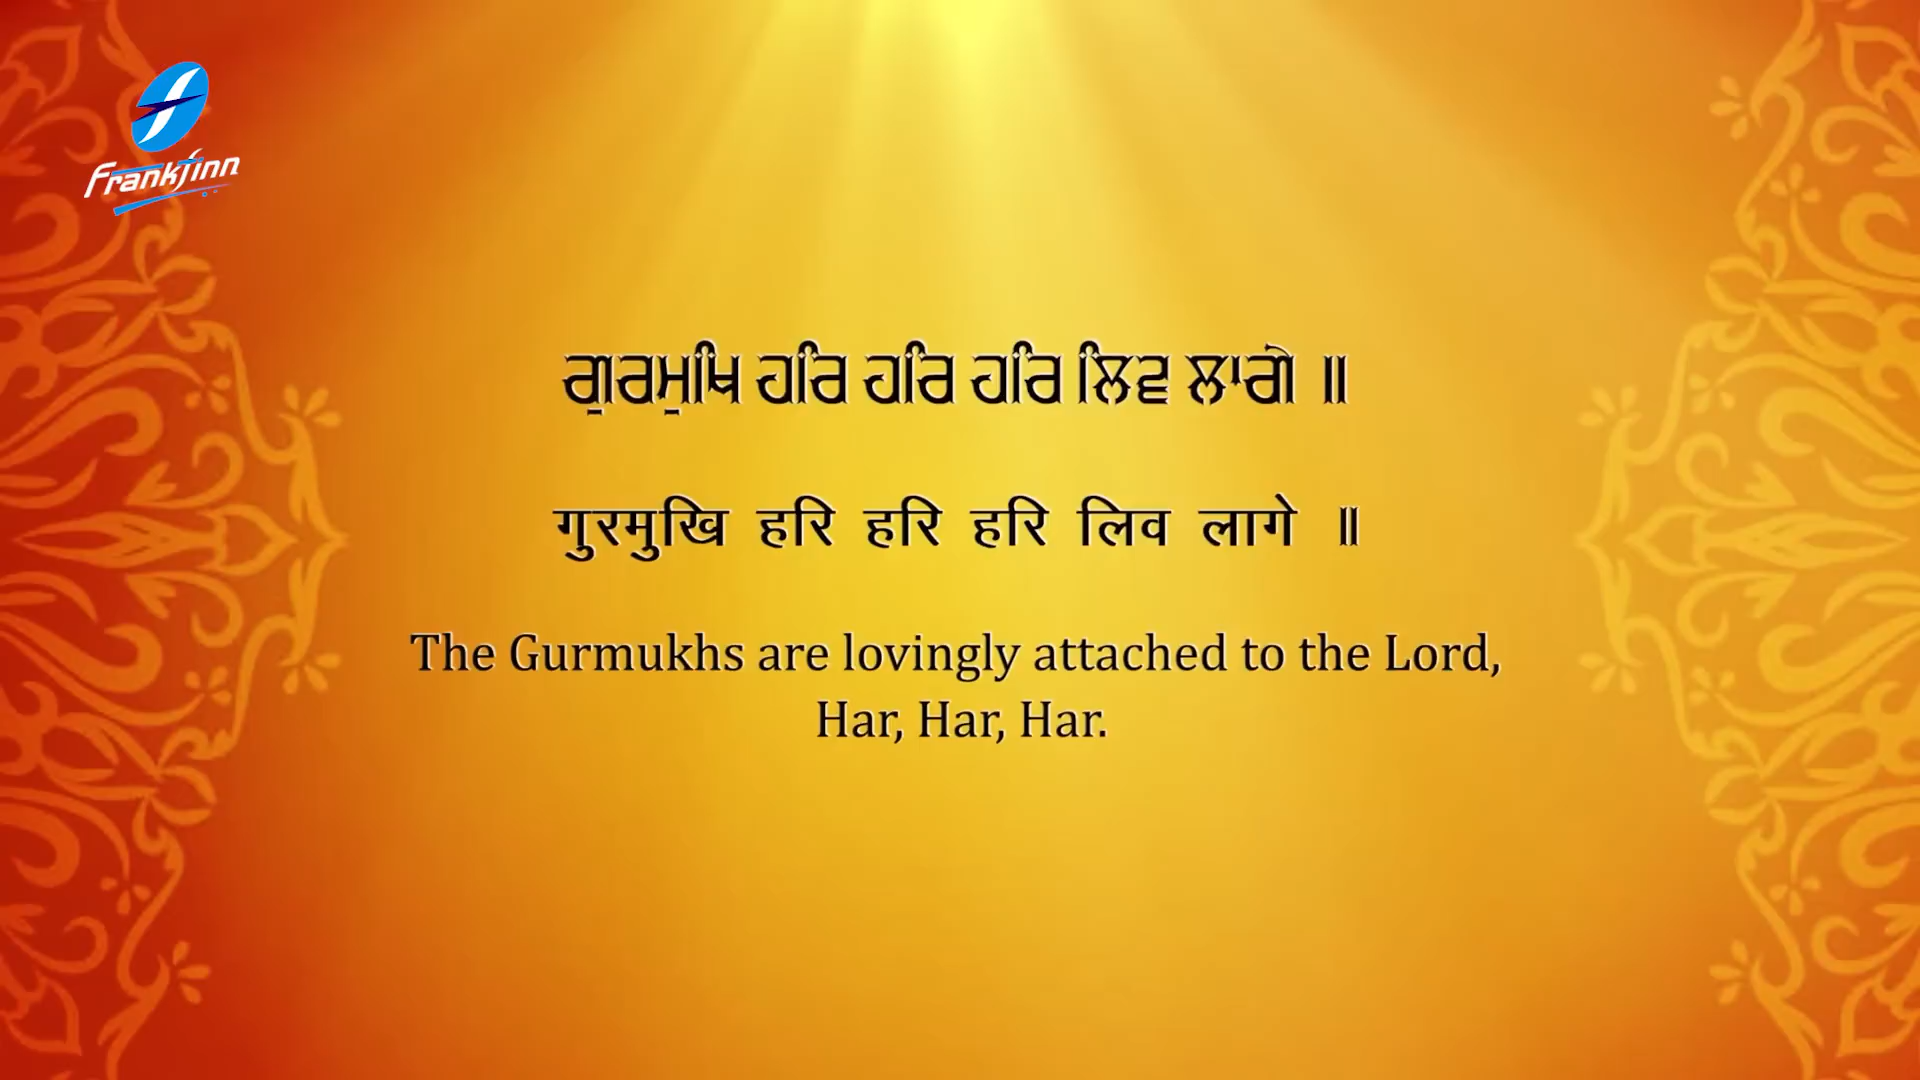 Frankfinn
ਗੁਰਮੁਖਿ ਹਰਿ ਹਰਿ ਹਰਿ ਲਿਵ ਲਾਗੇ ॥
गुरमुखि हरि हरि हरि लिव लागे ॥
The Gurmukhs are lovingly attached to the Lord,
Har, Har, Har.